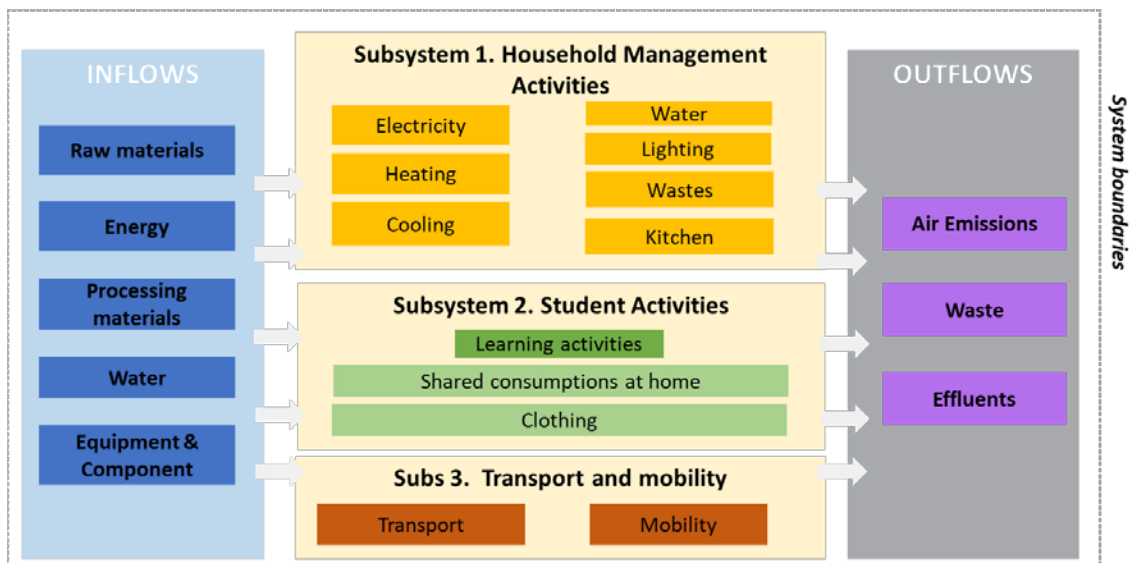 INFLOWS
Raw materials
Energy
Processing
materials
Water
Equipment &
Component
Subsystem 1. Household Management
Activities
Electricity
Heating
Cooling
Water
Lighting
Wastes
Kitchen
Subsystem 2. Student Activities
Learning activities
Shared consumptions at home
Clothing
Subs 3.  Transport and mobility
Transport
Mobility
OUTFLOWS
Air Emissions
Waste
Effluents
System boundaries